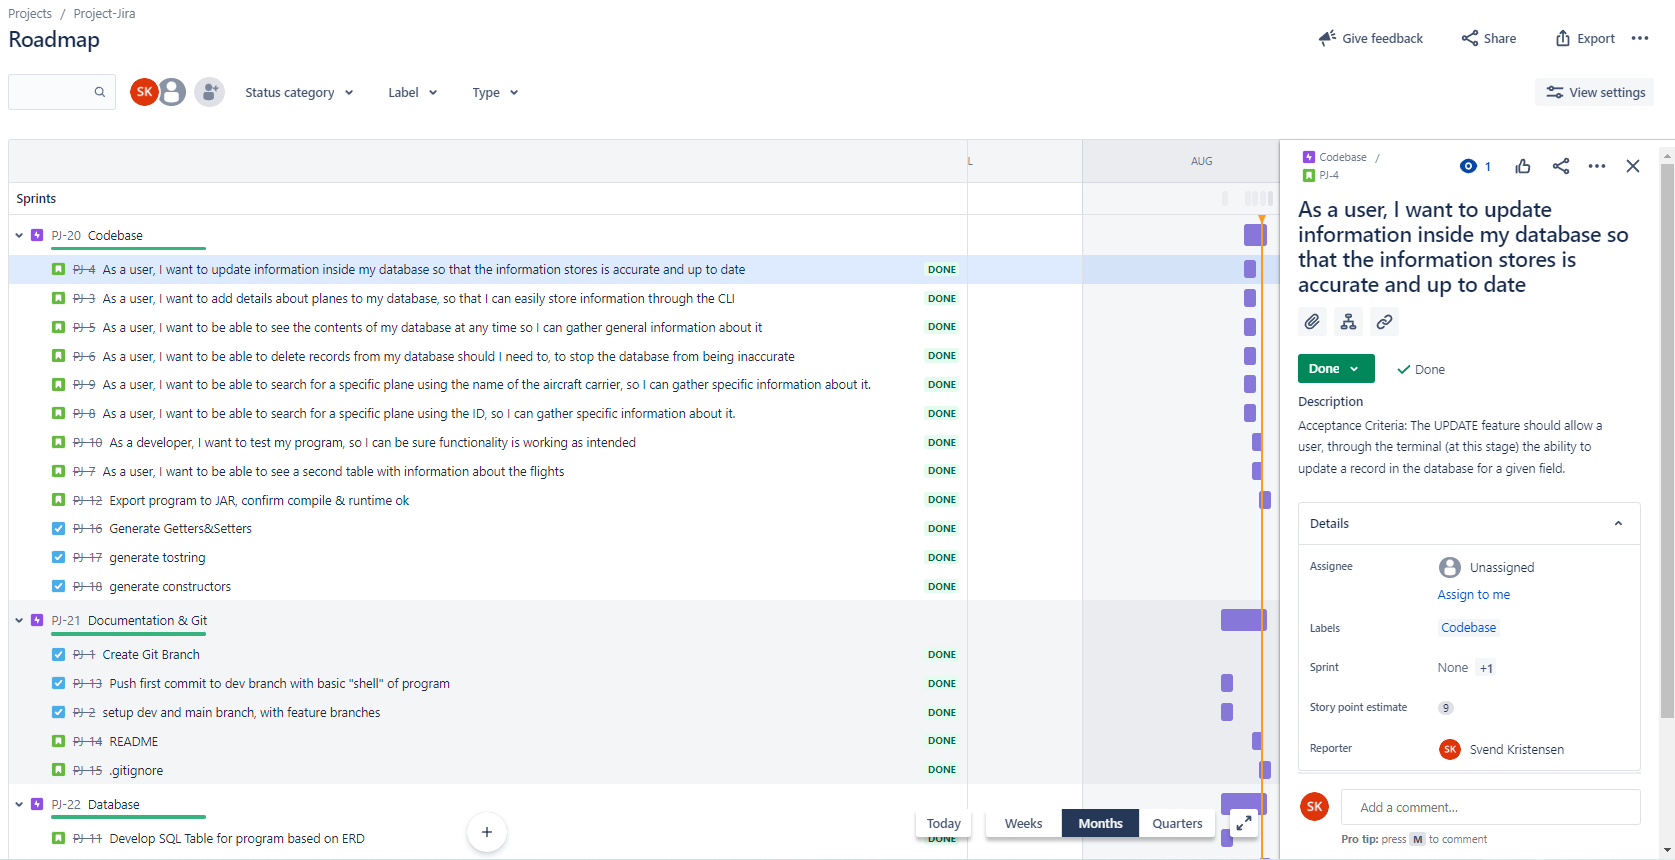 Projects / Project-Jira
Roadmap
Give feedback
Share
Export
SK
Status category
Label
Type
View settings
L
AUG
Sprints
PJ-20 Codebase
PJ-4 As a user, I want to update information inside my database so that the information stores is accurate and up to date DONE
PJ-3 As a user, I want to add details about planes to my database, so that I can easily store information through the CLI DONE
PJ-5 As a user, I want to be able to see the contents of my database at any time so I can gather general information about it DONE
PJ-6 As a user, I want to be able to delete records from my database should I need to, to stop the database from being inaccurate DONE
PJ-9 As a user, I want to be able to search for a specific plane using the name of the aircraft carrier, so I can gather specific information about it. DONE
PJ-8 As a user, I want to be able to search for a specific plane using the ID, so I can gather specific information about it. DONE
PJ-10 As a developer, I want to test my program, so I can be sure functionality is working as intended DONE
PJ-7 As a user, I want to be able to see a second table with information about the flights DONE
PJ-12 Export program to JAR, confirm compile & runtime ok DONE
PJ-16 Generate Getters&Setters DONE
PJ-17 generate tostring DONE
PJ-18 generate constructors DONE
PJ-21 Documentation & Git
PJ-1 Create Git Branch DONE
PJ-13 Push first commit to dev branch with basic "shell" of program DONE
PJ-2 setup dev and main branch, with feature branches DONE
PJ-14 README DONE
PJ-15 .gitignore DONE
PJ-22 Database
PJ-11 Develop SQL Table for program based on ERD DONE
Today
Weeks
Months
Quarters
Codebase /
PJ-4
1
As a user, I want to update
information inside my database so
that the information stores is
accurate and up to date
Done
Done
Description
Acceptance Criteria: The UPDATE feature should allow a
user, through the terminal (at this stage) the ability to
update a record in the database for a given field.
Details
Assignee Unassigned
Assign to me
Labels Codebase
Sprint None +1
Story point estimate 9
Reporter SK Svend Kristensen
SK Add a comment...
Pro tip: press M to comment